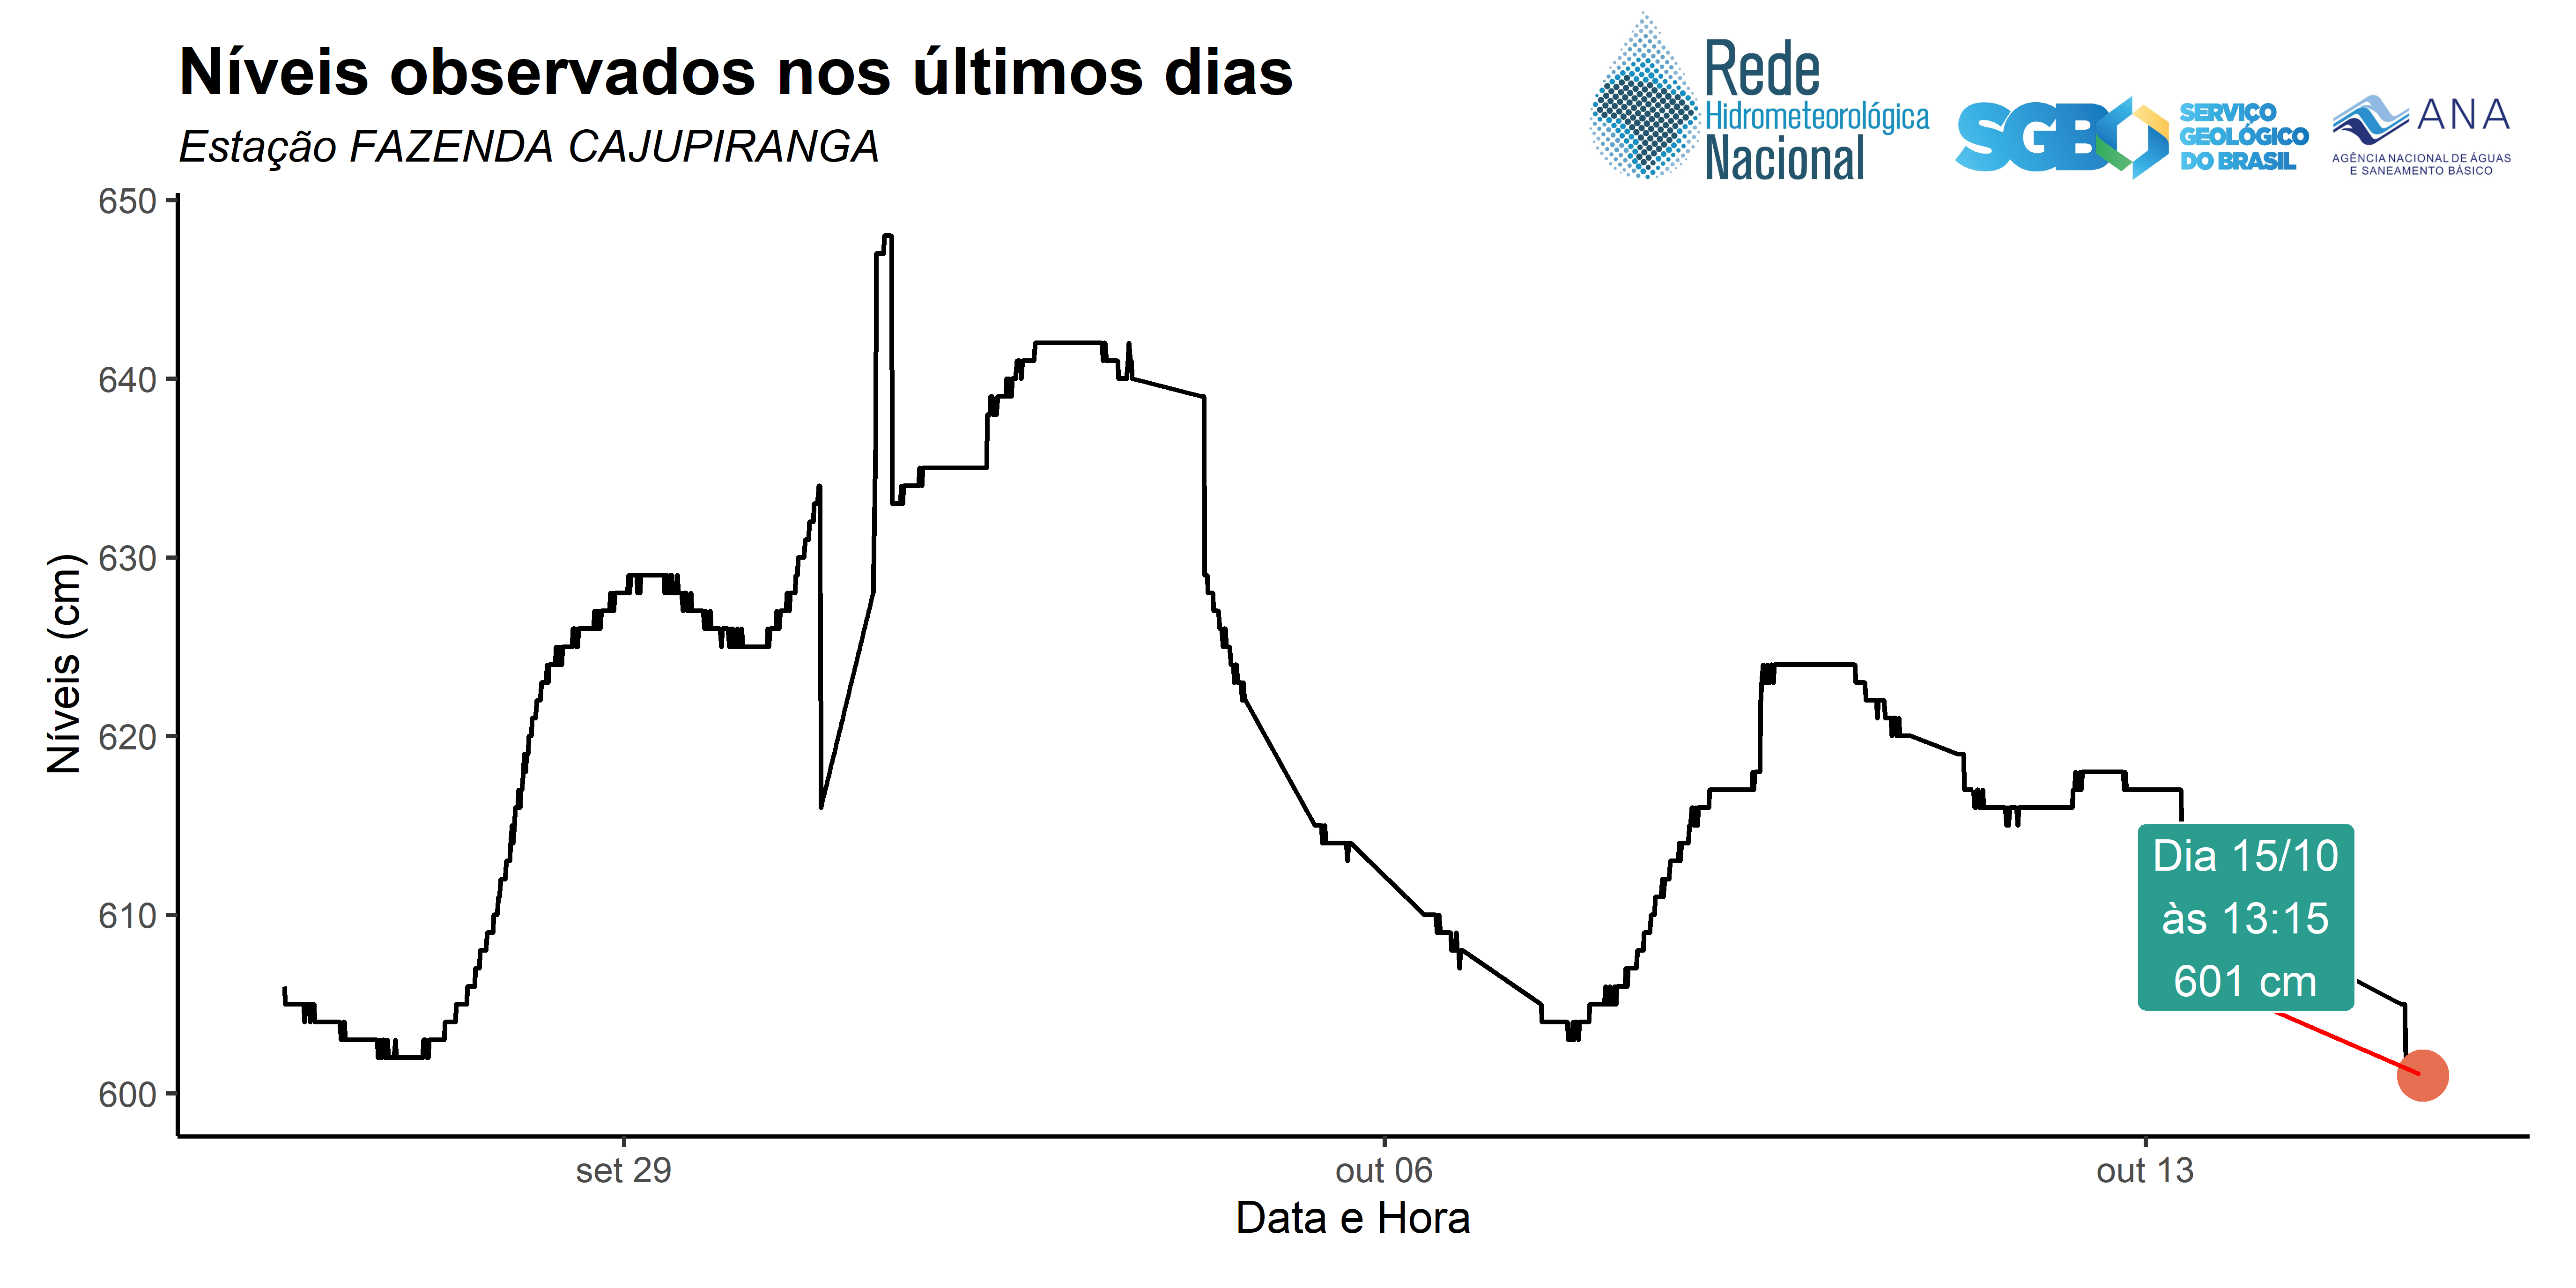 Níveis observados nos últimos dias
Estação FAZENDA CAJUPIRANGA
Rede
Hidrometeorológica
Nacional
SGB
SERVIÇO
GEOLÓGICO
DO BRASIL
ANA
AGÊNCIA NACIONAL DE ÁGUAS
E SANEAMENTO BÁSICO
Níveis (cm)
650
640
630
620
610
600
Dia 15/10
às 13:15
601 cm
set 29
out 06
out 13
Data e Hora